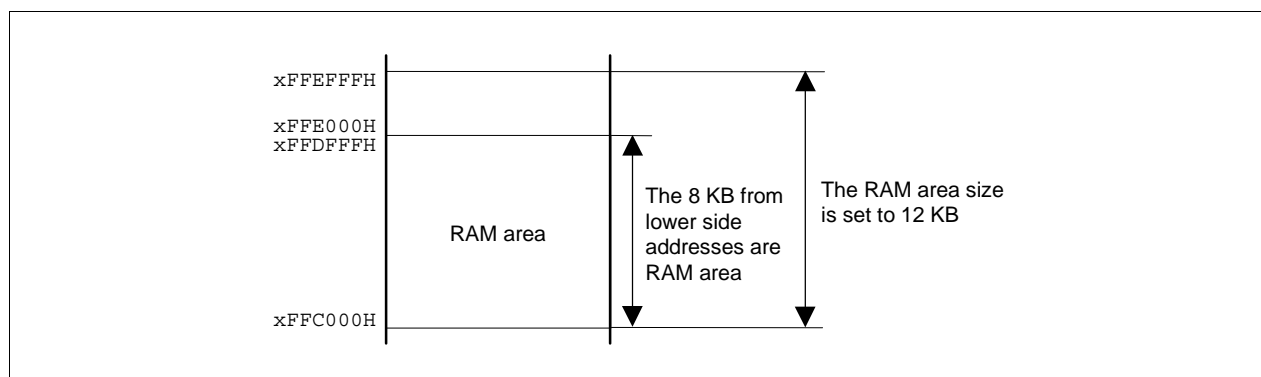 xFFEFFFH
xFFE000H
xFFDFFFH
RAM area
xFFC000H
The 8 KB from
lower side
addresses are
RAM area
The RAM area size
is set to 12 KB